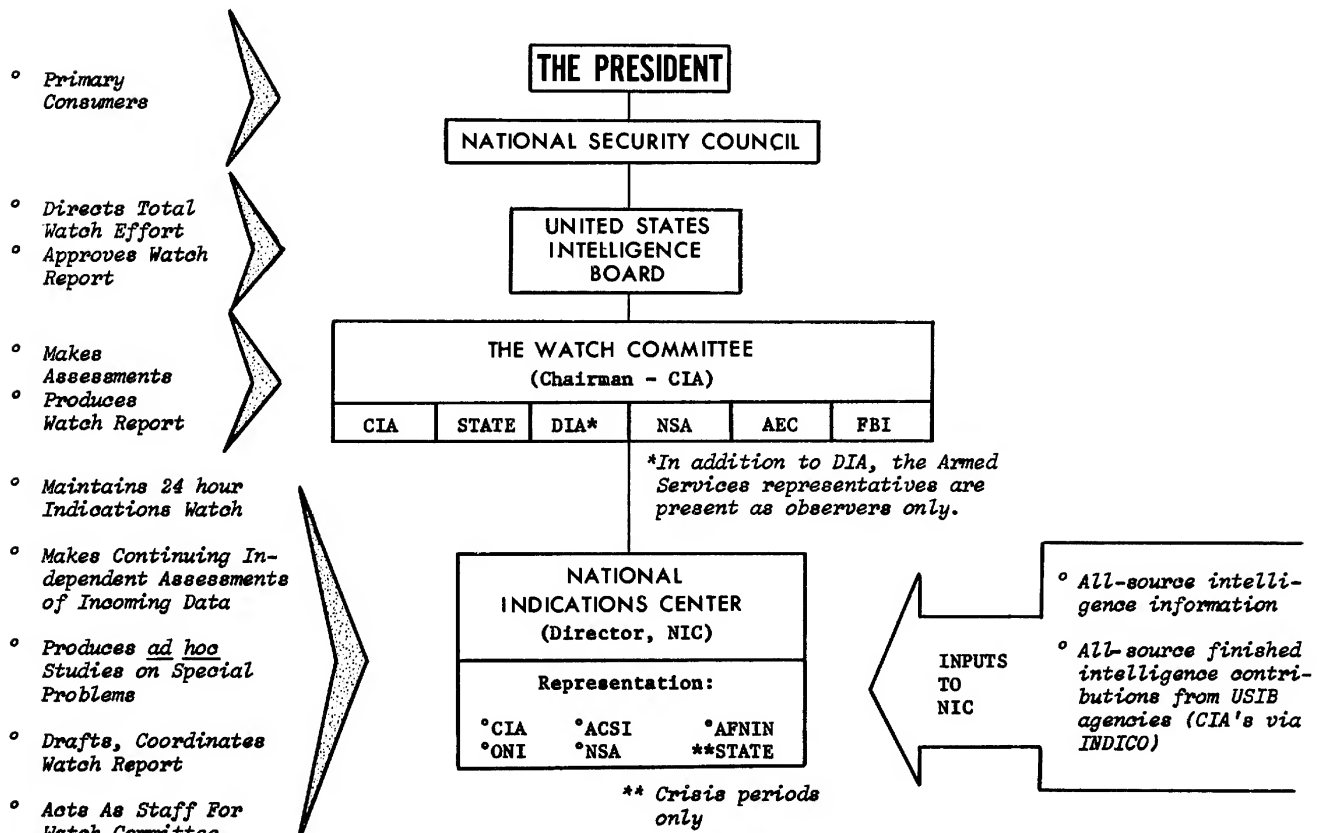 THE PRESIDENT
° Primary
Consumers
NATIONAL SECURITY COUNCIL
° Directs Total
Watch Effort
° Approves Watch
Report
UNITED STATES
INTELLIGENCE
BOARD
° Makes
Assessments
° Produces
Watch Report
THE WATCH COMMITTEE
(Chairman - CIA)
CIA STATE DIA* NSA AEC FBI
*In addition to DIA, the Armed
Services representatives are
present as observers only.
° Maintains 24 hour
Indications Watch
° Makes Continuing In-
dependent Assessments
of Incoming Data
° Produces ad hoc
Studies on Special
Problems
° Drafts, Coordinates
Watch Report
° Acts As Staff For
Watch Committee
NATIONAL
INDICATIONS CENTER
(Director, NIC)
Representation:
°CIA °ACSI °AFNIN
°ONI °NSA **STATE
** Crisis periods
only
INPUTS
TO
NIC
° All-source intelli-
gence information
° All-source finished
intelligence contri-
butions from USIB
agencies (CIA's via
INDICO)